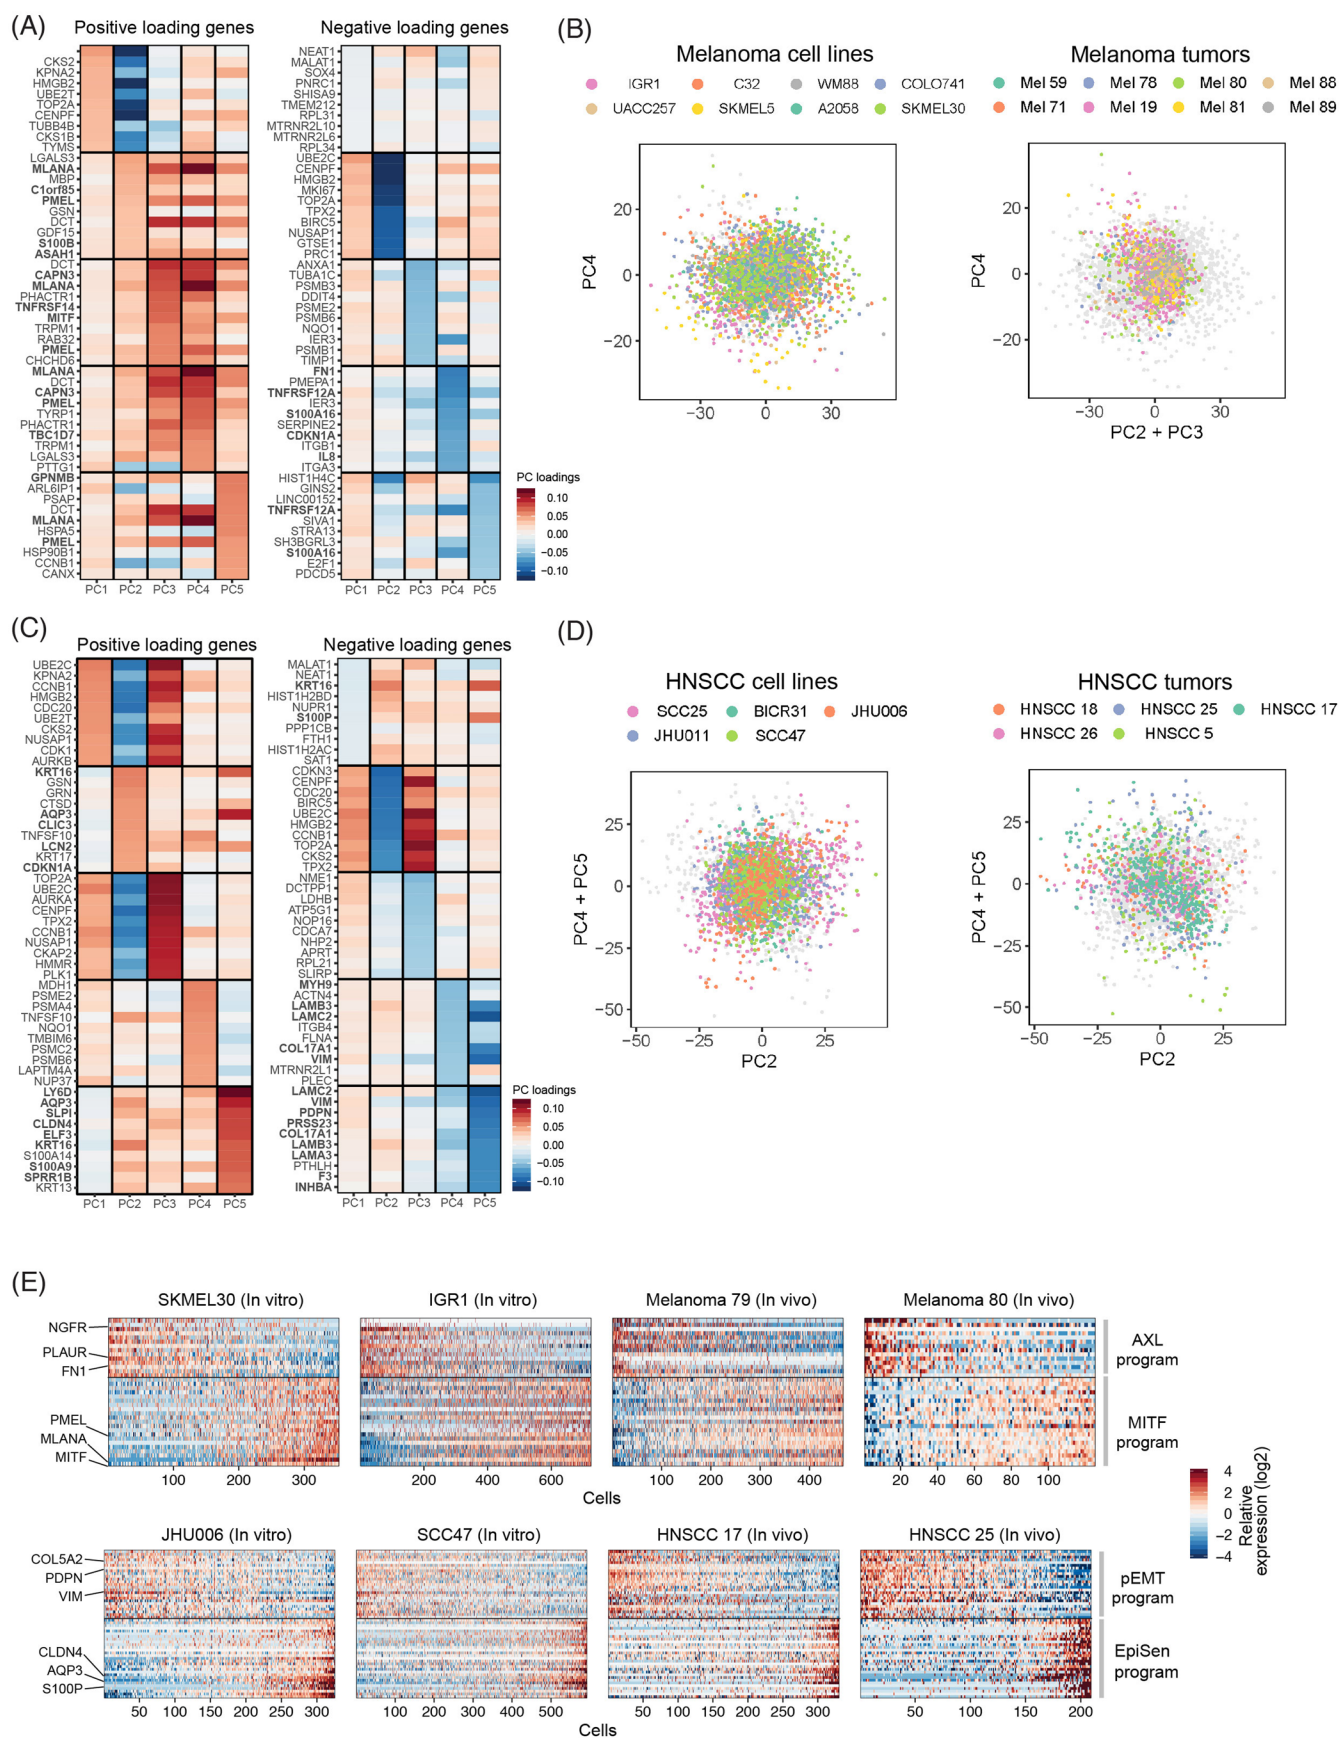 (A)
Positive loading genes
Negative loading genes
CKS2
KPNA2
HMGB2
UBE2T
TOP2A
CENPF
TUBB4B
CKS1B
TYMS
LGALS3
MLANA
MBP
C1orf85
PMEL
GSN
DCT
GDF15
S100B
ASAH1
DCT
CAPN3
MLANA
PHACTR1
TNFRSF14
MITF
TRPM1
RAB32
PMEL
CHCHD6
MLANA
DCT
CAPN3
PMEL
TYRP1
PHACTR1
TBC1D7
TRPM1
LGALS3
PTTG1
GPNMB
ARL6IP1
PSAP
DCT
MLANA
HSPA5
PMEL
HSP90B1
CCNB1
CANX
PC1 PC2 PC3 PC4 PC5
NEAT1
MALAT1
SOX4
PNRC1
SHISA9
TMEM212
RPL31
MTRNR2L10
MTRNR2L6
RPL34
UBE2C
CENPF
HMGB2
MKI67
TOP2A
TPX2
BIRC5
NUSAP1
GTSE1
PRC1
ANXA1
TUBA1C
PSMB3
DDIT4
PSME2
PSMB6
NQO1
IER3
PSMB1
TIMP1
FN1
PMEPA1
TNFRSF12A
IER3
S100A16
SERPINE2
CDKN1A
ITGB1
IL8
ITGA3
HIST1H4C
GINS2
LINC00152
TNFRSF12A
SIVA1
STRA13
SH3BGRL3
S100A16
E2F1
PDCD5
PC1 PC2 PC3 PC4 PC5
PC loadings
0.10
0.05
0.00
−0.05
−0.10
(B)
Melanoma cell lines
IGR1 C32 WM88 COLO741
UACC257 SKMEL5 A2058 SKMEL30
PC4
20
0
−20
−30 0 30
Melanoma tumors
Mel 59 Mel 78 Mel 80 Mel 88
Mel 71 Mel 19 Mel 81 Mel 89
PC4
20
0
−20
−30 0 30
PC2 + PC3
(C)
Positive loading genes
Negative loading genes
UBE2C
KPNA2
CCNB1
HMGB2
CDC20
UBE2T
CKS2
NUSAP1
CDK1
AURKB
KRT16
GSN
GRN
CTSD
AQP3
CLIC3
TNFSF10
LCN2
KRT17
CDKN1A
TOP2A
UBE2C
AURKA
CENPF
TPX2
CCNB1
NUSAP1
CKAP2
HMMR
PLK1
MDH1
PSME2
PSMA4
TNFSF10
NQO1
TMBIM6
PSMC2
PSMB6
LAPTM4A
NUP37
LY6D
AQP3
SLPI
CLDN4
ELF3
KRT16
S100A14
S100A9
SPRR1B
KRT13
PC1 PC2 PC3 PC4 PC5
MALAT1
NEAT1
KRT16
HIST1H2BD
NUPR1
S100P
PPP1CB
FTH1
HIST1H2AC
SAT1
CDKN3
CENPF
CDC20
BIRC5
UBE2C
HMGB2
CCNB1
TOP2A
CKS2
TPX2
NME1
DCTPP1
LDHB
ATP5G1
NOP16
CDCA7
NHP2
APRT
RPL21
SLIRP
MYH9
ACTN4
LAMB3
LAMC2
ITGB4
FLNA
COL17A1
VIM
MTRNR2L1
PLEC
LAMC2
VIM
PDPN
PRSS23
COL17A1
LAMB3
LAMA3
PTHLH
F3
INHBA
PC1 PC2 PC3 PC4 PC5
PC loadings
0.10
0.05
0.00
−0.05
−0.10
(D)
HNSCC cell lines
SCC25 BICR31 JHU006
JHU011 SCC47
PC4 + PC5
25
0
−25
−50
−50 −25 0 25
PC2
HNSCC tumors
HNSCC 18 HNSCC 25 HNSCC 17
HNSCC 26 HNSCC 5
PC4 + PC5
25
0
−25
−50
−50 −25 0 25
PC2
(E)
SKMEL30 (In vitro) IGR1 (In vitro) Melanoma 79 (In vivo) Melanoma 80 (In vivo)
NGFR
PLAUR
FN1
PMEL
MLANA
MITF
AXL
program
MITF
program
100 200 300
200 400 600
100 200 300 400
20 40 60 80 100
Cells
JHU006 (In vitro) SCC47 (In vitro) HNSCC 17 (In vivo) HNSCC 25 (In vivo)
COL5A2
PDPN
VIM
CLDN4
AQP3
S100P
pEMT
program
EpiSen
program
50 100 150 200 250 300
100 200 300 400 500
50 100 150 200 250 300
50 100 150 200
Cells
4
2
0
−2
−4
Relative
expression (log2)